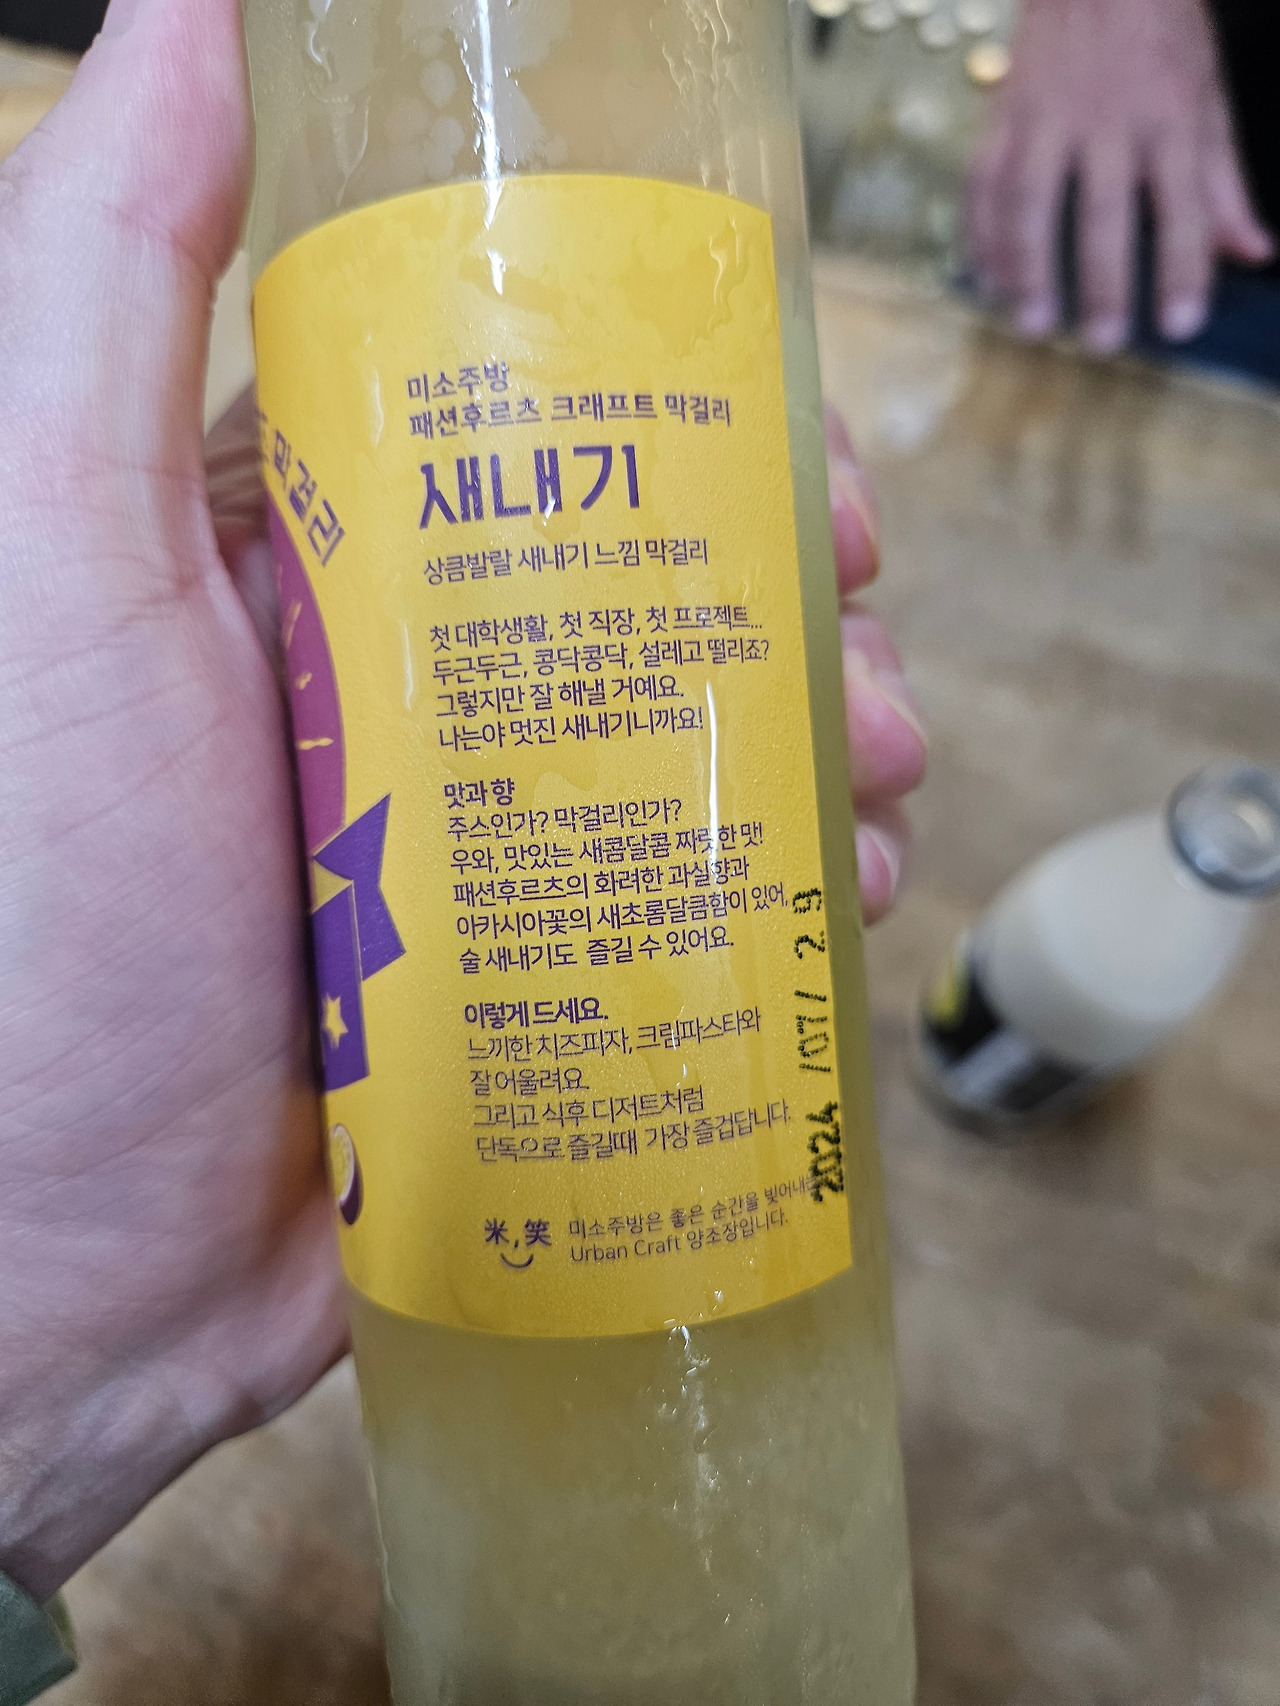 막걸리
미소주방
패션후르츠 크래프트 막걸리
새내기
상큼발랄 새내기 느낌 막걸리
첫 대학생활, 첫 직장, 첫 프로젝트...
두근두근, 콩닥콩닥, 설레고 떨리죠?
그렇지만 잘 해낼 거예요.
나는야 멋진 새내기니까요!
맛과 향
주스인가? 막걸리인가?
우와, 맛있는 새콤달콤 짜릿한 맛!
패션후르츠의 화려한 과실향과
아카시아꽃의 새초롬달큼함이 있어,
술 새내기도 즐길 수 있어요.
이렇게 드세요.
느끼한 치즈피자, 크림파스타와
잘 어울려요.
그리고 식후 디저트처럼
단독으로 즐길때 가장 즐겁답니다.
米, 笑
미소주방은 좋은 순간을 빚어내는
Urban Craft 양조장입니다.
2024